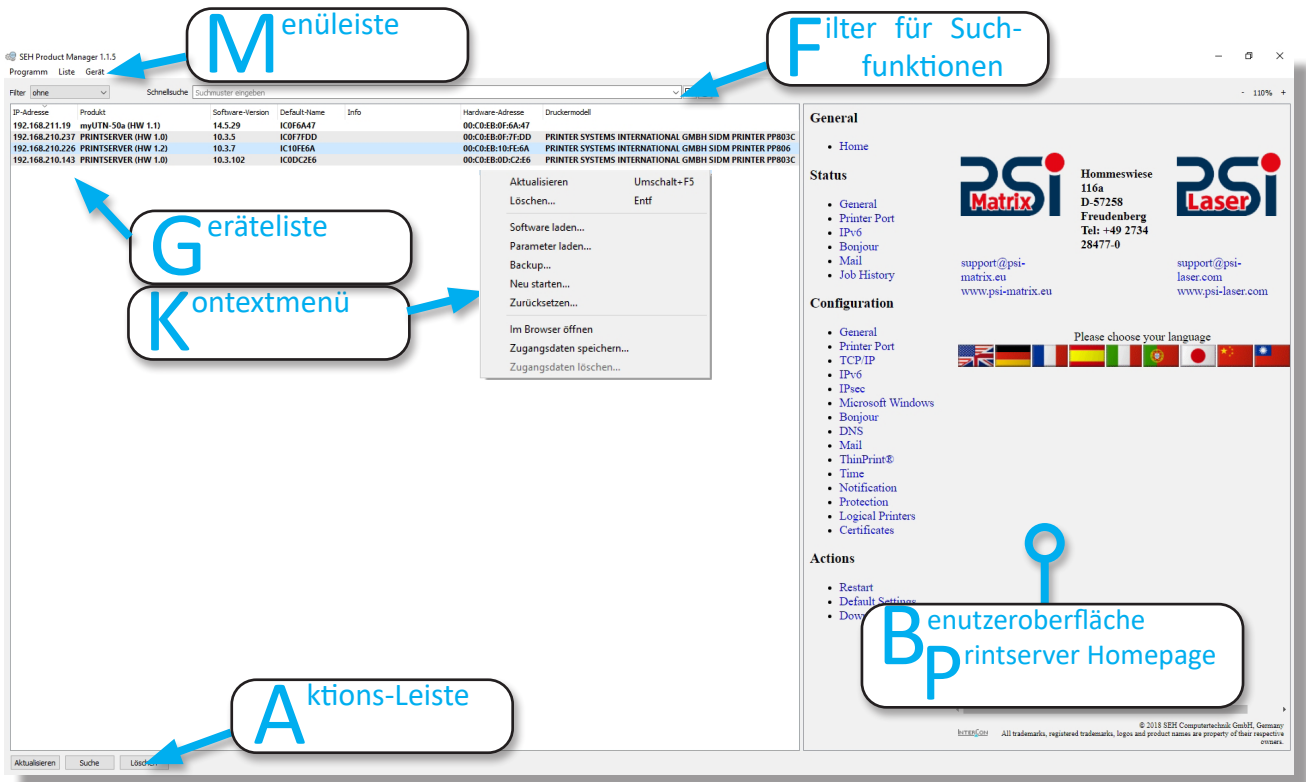 Menüleiste
Filter für Such-
funktionen
SEH Product Manager 1.1.5
Programm Liste Gerät
Filter ohne Schnellsuche Suchmuster eingeben - 110% +
IP-Adresse Produkt Software-Version Default-Name Info Hardware-Adresse Druckermodell
192.168.211.19 myUTN-50a (HW 1.1) 14.5.29 IC0F6A47 00:C0:EB:0F:6A:47
192.168.210.237 PRINTSERVER (HW 1.0) 10.3.5 IC0F7FDD 00:C0:EB:0F:7F:DD PRINTER SYSTEMS INTERNATIONAL GMBH SIDM PRINTER PP803C
192.168.210.226 PRINTSERVER (HW 1.2) 10.3.7 IC10FE6A 00:C0:EB:10:FE:6A PRINTER SYSTEMS INTERNATIONAL GMBH SIDM PRINTER PP806
192.168.210.143 PRINTSERVER (HW 1.0) 10.3.102 IC0DC2E6 00:C0:EB:0D:C2:E6 PRINTER SYSTEMS INTERNATIONAL GMBH SIDM PRINTER PP803C
Geräteliste
Kontextmenü
Aktualisieren Umschalt+F5
Löschen... Entf
Software laden...
Parameter laden...
Backup...
Neu starten...
Zurücksetzen...
Im Browser öffnen
Zugangsdaten speichern...
Zugangsdaten löschen...
General
Home
Status
General
Printer Port
IPv6
Bonjour
Mail
Job History
Configuration
General
Printer Port
TCP/IP
IPv6
IPsec
Microsoft Windows
Bonjour
DNS
Mail
ThinPrint®
Time
Notification
Protection
Logical Printers
Certificates
Actions
Restart
Default Settings
PSi
Matrix
Hommeswiese
116a
D-57258
Freudenberg
Tel: +49 2734
28477-0
PSi
Laser
support@psi-
matrix.eu
www.psi-matrix.eu
support@psi-
laser.com
www.psi-laser.com
Please choose your language
Benutzeroberfläche
Printserver Homepage
Aktions-Leiste
© 2018 SEH Computertechnik GmbH, Germany
InterCon All trademarks, registered trademarks, logos and product names are property of their respective
owners.
Aktualisieren Suche Löschen